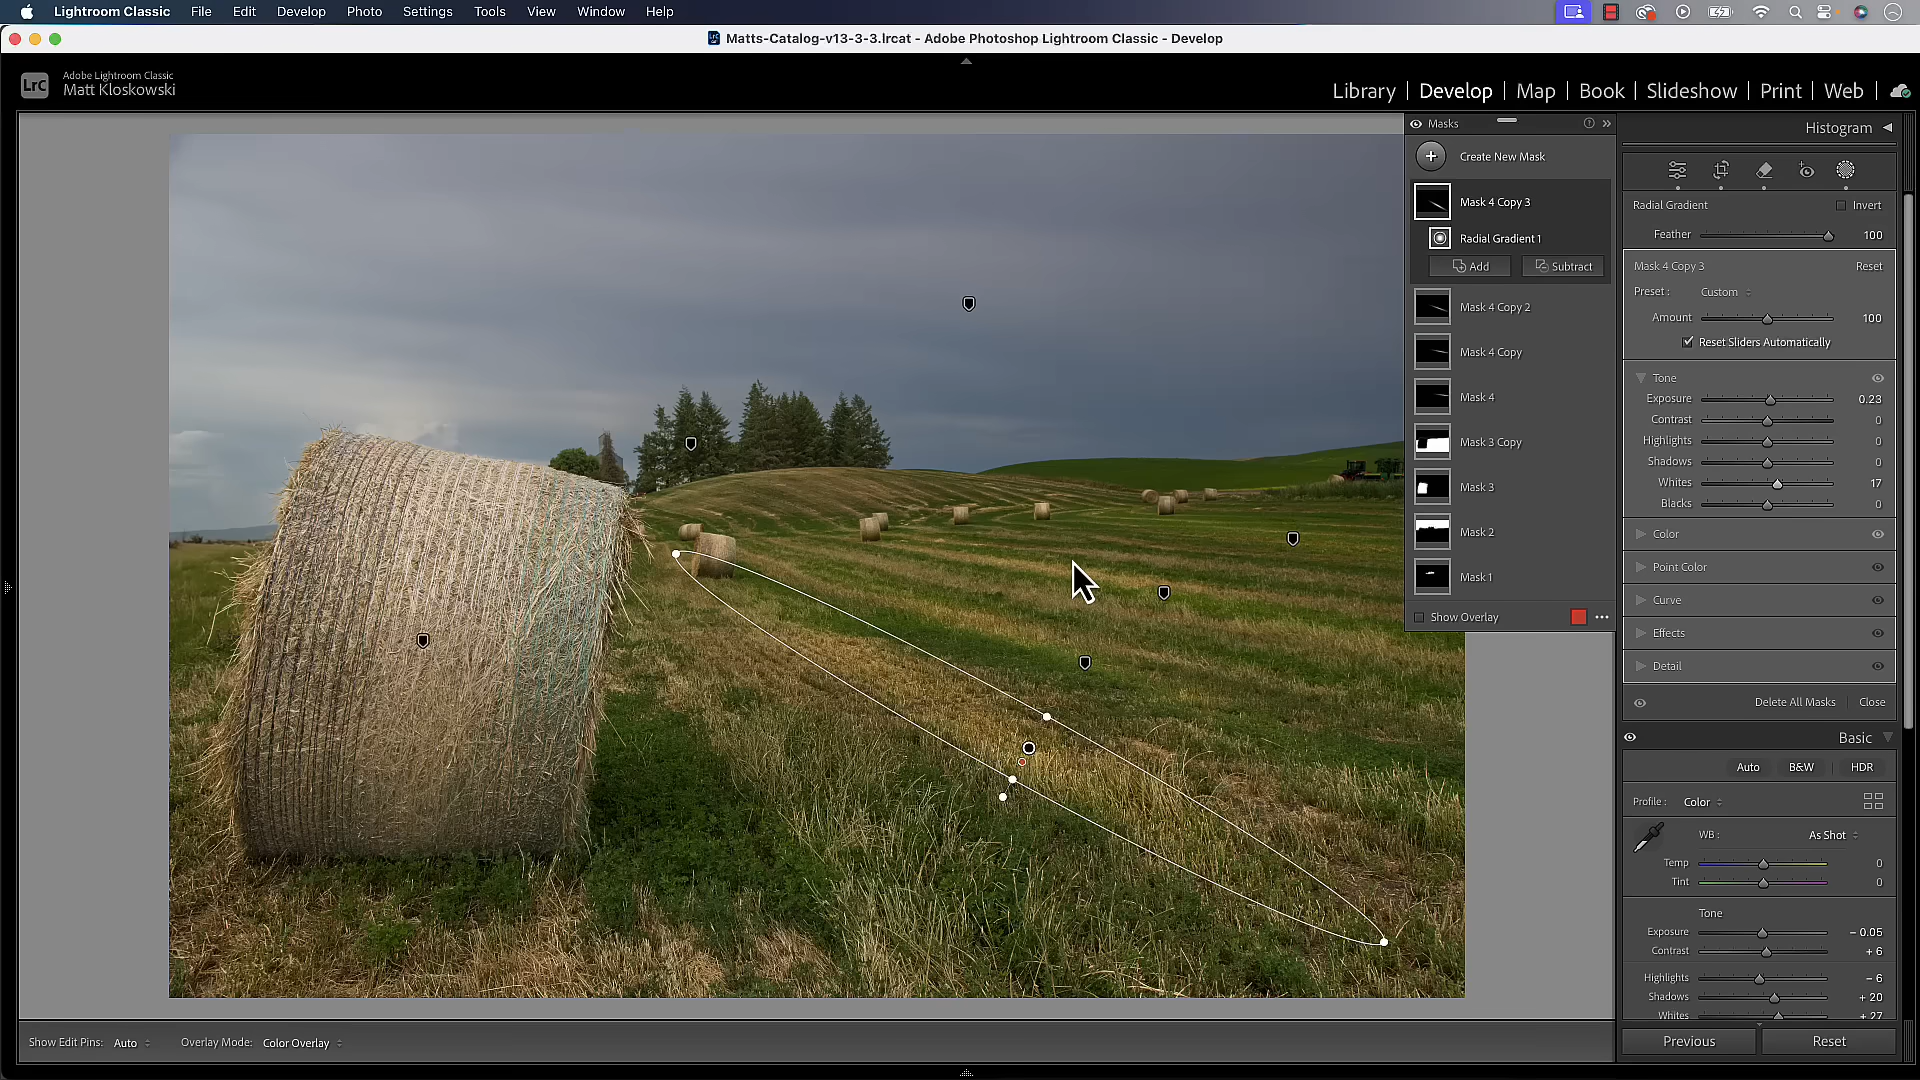 Lightroom Classic File Edit Develop Photo Settings Tools View Window Help
Matts-Catalog-v13-3-3.lrcat - Adobe Photoshop Lightroom Classic - Develop
LrC
Adobe Lightroom Classic
Matt Kloskowski
Library | Develop | Map | Book | Slideshow | Print | Web
Masks
Create New Mask
Mask 4 Copy 3
Radial Gradient 1
Add Subtract
Mask 4 Copy 2
Mask 4 Copy
Mask 4
Mask 3 Copy
Mask 3
Mask 2
Mask 1
Show Overlay
Histogram
Radial Gradient Invert
Feather 100
Mask 4 Copy 3 Reset
Preset : Custom
Amount 100
Reset Sliders Automatically
Tone
Exposure 0.23
Contrast 0
Highlights 0
Shadows 0
Whites 17
Blacks 0
Color
Point Color
Curve
Effects
Detail
Delete All Masks Close
Basic
Auto B&W HDR
Profile : Color
WB : As Shot
Temp 0
Tint 0
Tone
Exposure - 0.05
Contrast + 6
Highlights - 6
Shadows + 20
Whites + 27
Previous Reset
Show Edit Pins: Auto Overlay Mode: Color Overlay